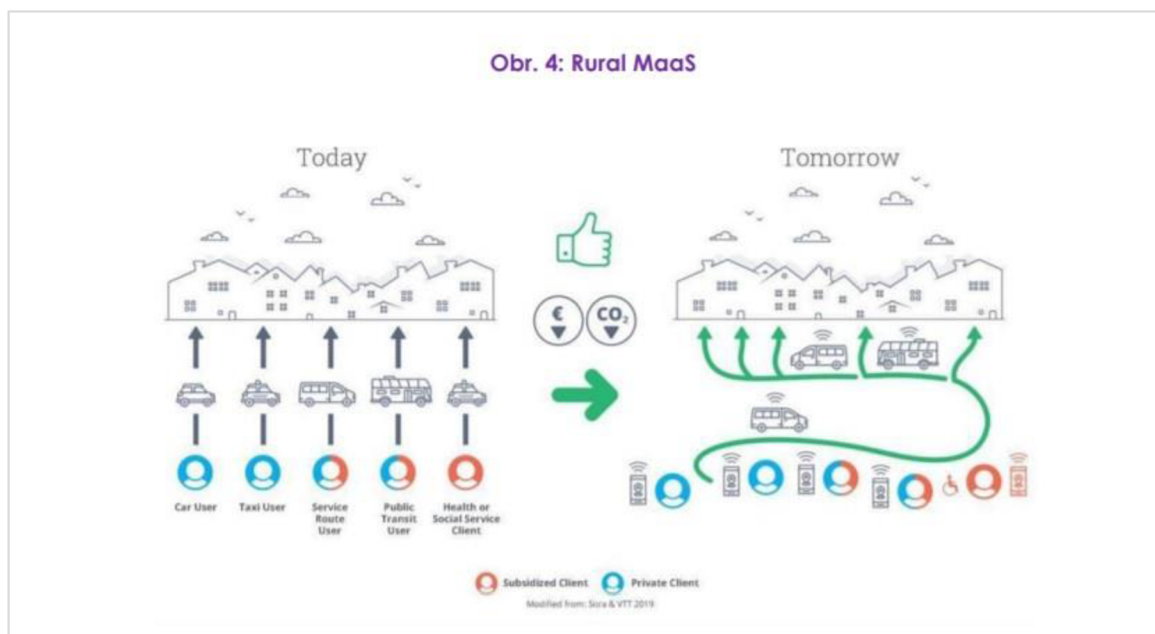 Obr. 4: Rural MaaS
Today
Tomorrow
€
CO₂
Car User
Taxi User
Service
Route
User
Public
Transit
User
Health or
Social Service
Client
Subsidized Client
Private Client
Modified from: Sitra & VTT 2019